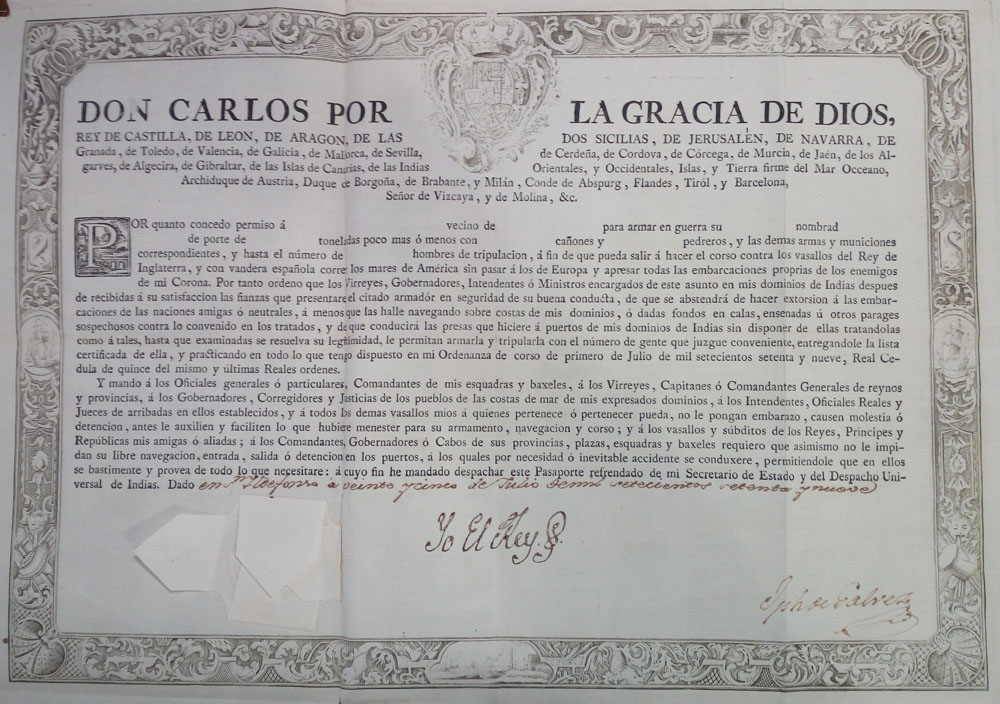 DON CARLOS POR LA GRACIA DE DIOS,
REY DE CASTILLA, DE LEON, DE ARAGON, DE LAS DOS SICILIAS, DE JERUSALÉN, DE NAVARRA, DE
Granada, de Toledo, de Valencia, de Galicia, de Mallorca, de Sevilla, de Cerdeña, de Cordova, de Córcega, de Murcia, de Jaén, de los Al-
garves, de Algecira, de Gibraltar, de las Islas de Canarias, de las Indias Orientales, y Occidentales, Islas, y Tierra firme del Mar Occeano,
Archiduque de Austria, Duque de Borgoña, de Brabante, y Milán, Conde de Abspurg, Flandes, Tiról, y Barcelona,
Señor de Vizcaya, y de Molina, &c.
POR quanto concedo permiso á vecino de para armar en guerra su nombrad
de porte de toneladas poco mas ó ménos con cañones y pedreros, y las demas armas y municiones
correspondientes, y hasta el número de hombres de tripulacion, á fin de que pueda salir á hacer el corso contra los vasallos del Rey de
Inglaterra, y con vandera española corre los mares de América sin pasar á los de Europa y apresar todas las embarcaciones proprias de los enemigos
de mi Corona. Por tanto ordeno que los Virreyes, Gobernadores, Intendentes ó Ministros encargados de este asunto en mis dominios de Indias despues
de recibidas á su satisfaccion las fianzas que presentare el citado armadór en seguridad de su buena conducta, de que se abstendrá de hacer extorsion á las embar-
caciones de las naciones amigas ó neutrales, á menos que las halle navegando sobre costas de mis dominios, ó dadas fondos en calas, ensenadas ú otros parages
sospechosos contra lo convenido en los tratados, y de que conducirá las presas que hiciere á puertos de mis dominios de Indias sin disponer de ellas tratandolas
como á tales, hasta que examinadas se resuelva su legitimidad, le permitan armarla y tripularla con el número de gente que juzgue conveniente, entregandole la lista
certificada de ella, y practicando en todo lo que tengo dispuesto en mi Ordenanza de corso de primero de Julio de mil setecientos setenta y nueve, Real Ce-
dula de quince del mismo y últimas Reales ordenes.
Y mando á los Oficiales generales ó particulares, Comandantes de mis esquadras y baxeles, á los Virreyes, Capitanes ó Comandantes Generales de reynos
y provincias, á los Gobernadores, Corregidores y Justicias de los pueblos de las costas de mar de mis expresados dominios, á los Intendentes, Oficiales Reales y
Jueces de arribadas en ellos establecidos, y á todos los demas vasallos mios á quienes pertenece ó pertenecer pueda, no le pongan embarazo, causen molestia ó
detencion, antes le auxilien y faciliten lo que hubiere menester para su armamento, navegacion y corso; y á los vasallos y súbditos de los Reyes, Príncipes y
Repúblicas mis amigas ó aliadas; á los Comandantes, Gobernadores ó Cabos de sus provincias, plazas, esquadras y baxeles requiero que asimismo no le impi-
dan su libre navegacion, entrada, salida ó detencion en los puertos, á los quales por necesidad ó inevitable accidente se conduxere, permitiendole que en ellos
se bastimente y provea de todo lo que necesitare: á cuyo fin he mandado despachar este Pasaporte refrendado de mi Secretario de Estado y del Despacho Uni-
versal de Indias. Dado en Sn. Ildefonso a veinte y cinco de Julio de mil setecientos setenta y nueve
Yo El Rey.
Jph de Galvez